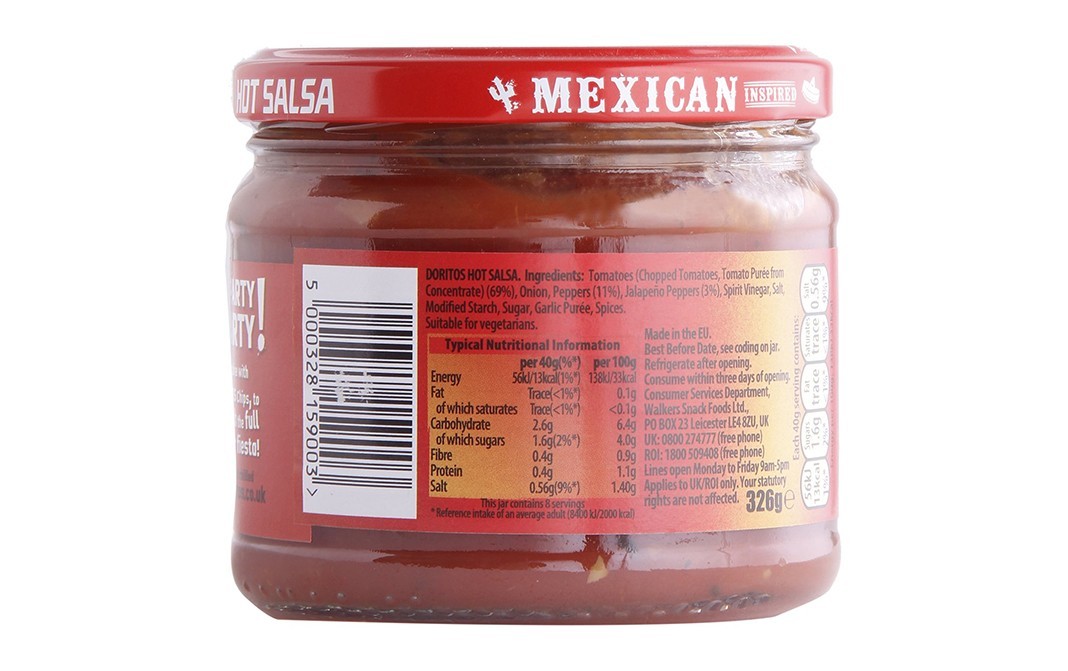 HOT SALSA
MEXICAN INSPIRED
ARTY
RTY!
with
Chips, to
the full
fiesta!
.co.uk
5 000328 159003 >
DORITOS HOT SALSA. Ingredients: Tomatoes (Chopped Tomatoes, Tomato Purée from
Concentrate) (69%), Onion, Peppers (11%), Jalapeño Peppers (3%), Spirit Vinegar, Salt,
Modified Starch, Sugar, Garlic Purée, Spices.
Suitable for vegetarians.
Typical Nutritional Information
per 40g(%*) per 100g
Energy 56kJ/13kcal(1%*) 138kJ/33kcal
Fat Trace(<1%*) 0.1g
of which saturates Trace(<1%*) <0.1g
Carbohydrate 2.6g 6.4g
of which sugars 1.6g(2%*) 4.0g
Fibre 0.4g 0.9g
Protein 0.4g 1.1g
Salt 0.56g(9%*) 1.40g
This jar contains 8 servings
*Reference intake of an average adult (8400 kJ/2000 kcal)
Made in the EU.
Best Before Date, see coding on jar.
Refrigerate after opening.
Consume within three days of opening.
Consumer Services Department,
Walkers Snack Foods Ltd.,
PO BOX 23 Leicester LE4 8ZU, UK
UK: 0800 274777 (free phone)
ROI: 1800 509408 (free phone)
Lines open Monday to Friday 9am-5pm
Applies to UK/ROI only. Your statutory
rights are not affected. 326g℮
Each 40g serving contains:
56kJ
13kcal
1%*
Sugars
1.6g
2%*
Fat
trace
<1%*
Saturates
trace
<1%*
Salt
0.56g
9%*